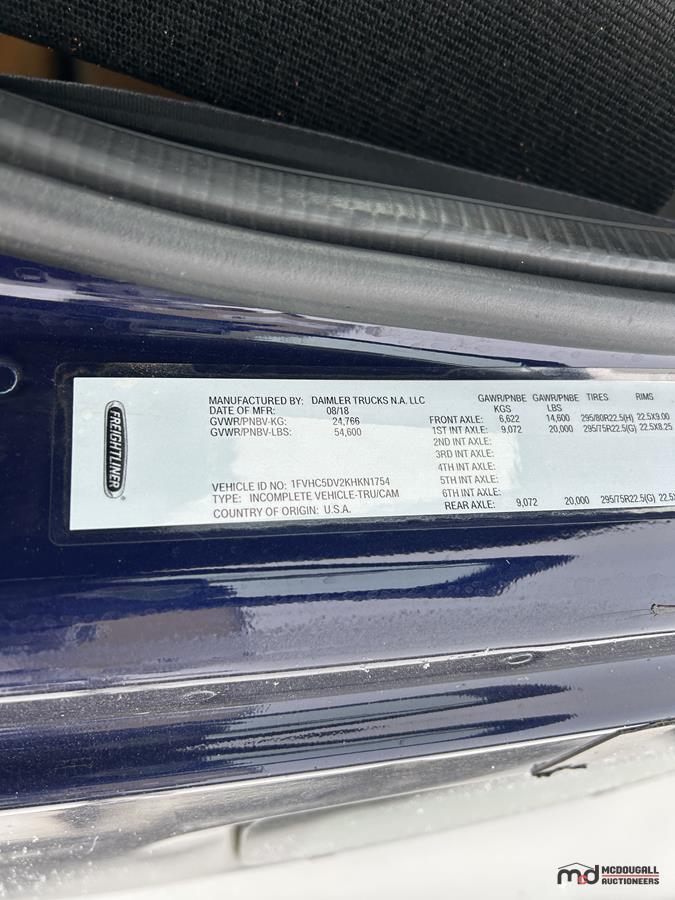 FREIGHTLINER
MANUFACTURED BY: DAIMLER TRUCKS N.A. LLC
DATE OF MFR: 08/18
GVWR/PNBV-KG: 24,766
GVWR/PNBV-LBS: 54,600
VEHICLE ID NO: 1FVHC5DV2KHKN1754
TYPE: INCOMPLETE VEHICLE-TRU/CAM
COUNTRY OF ORIGIN: U.S.A.
GAWR/PNBE GAWR/PNBE TIRES RIMS
KGS LBS
FRONT AXLE: 6,622 14,600 295/80R22.5(H) 22.5X9.00
1ST INT AXLE: 9,072 20,000 295/75R22.5(G) 22.5X8.25
2ND INT AXLE:
3RD INT AXLE:
4TH INT AXLE:
5TH INT AXLE:
6TH INT AXLE:
REAR AXLE: 9,072 20,000 295/75R22.5(G)
md MCDOUGALL
AUCTIONEERS